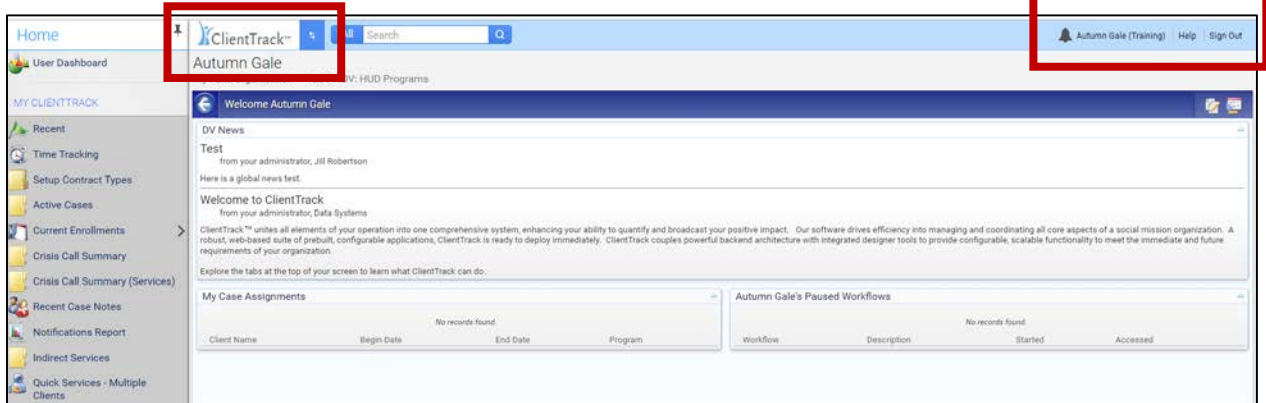 Home
ClientTrack™
All
Search
Autumn Gale (Training)
Help
Sign Out
User Dashboard
Autumn Gale
IV: HUD Programs
MY CLIENTTRACK
Welcome Autumn Gale
Recent
Time Tracking
Setup Contract Types
Active Cases
Current Enrollments
Crisis Call Summary
Crisis Call Summary (Services)
Recent Case Notes
Notifications Report
Indirect Services
Quick Services - Multiple
Clients
DV News
Test
from your administrator, Jill Robertson
Here is a global news test.
Welcome to ClientTrack
from your administrator, Data Systems
ClientTrack™ unites all elements of your operation into one comprehensive system, enhancing your ability to quantify and broadcast your positive impact. Our software drives efficiency into managing and coordinating all core aspects of a social mission organization. A
robust, web-based suite of prebuilt, configurable applications, ClientTrack is ready to deploy immediately. ClientTrack couples powerful backend architecture with integrated designer tools to provide configurable, scalable functionality to meet the immediate and future
requirements of your organization.
Explore the tabs at the top of your screen to learn what ClientTrack can do.
My Case Assignments
No records found.
Client Name
Begin Date
End Date
Program
Autumn Gale's Paused Workflows
No records found.
Workflow
Description
Started
Accessed